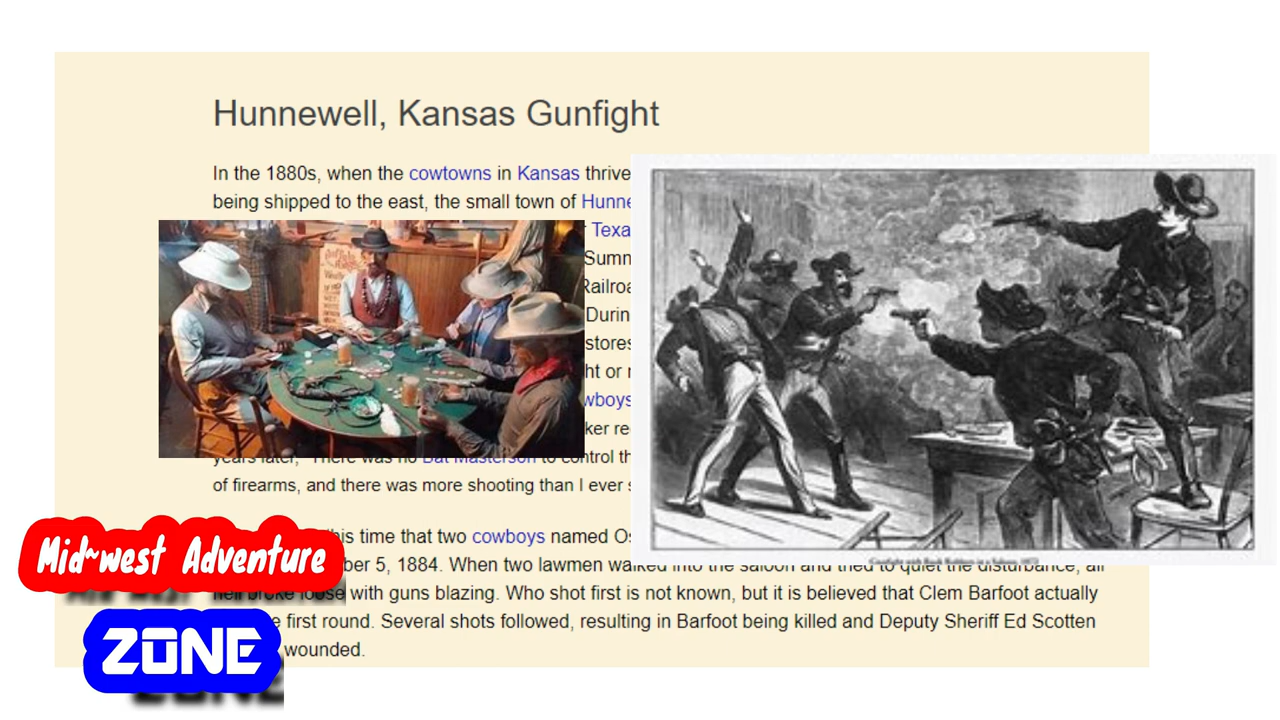 Hunnewell, Kansas Gunfight
In the 1880s, when the cowtowns in Kansas thrive
being shipped to the east, the small town of Hunne
Texa
Sumn
Railroa
Durin
stores
ht or
wboys
ker re
years later, "There was no Bat Masterson to control th
of firearms, and there was more shooting than I ever s
his time that two cowboys named Os
ber 5, 1884. When two lawmen walked into the saloon and tried to quiet the disturbance, all
hell broke loose with guns blazing. Who shot first is not known, but it is believed that Clem Barfoot actually
e first round. Several shots followed, resulting in Barfoot being killed and Deputy Sheriff Ed Scotten
wounded.
Mid~west Adventure
ZONE